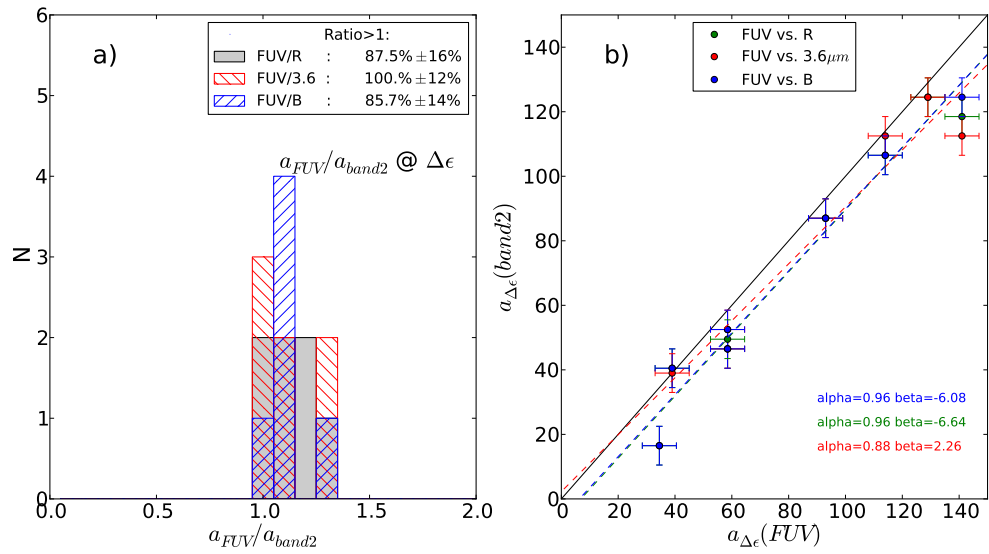 a)
Ratio>1:
FUV/R : 87.5% ±16%
FUV/3.6 : 100.% ±12%
FUV/B : 85.7% ±14%
a_FUV/a_band2 @ Δϵ
N
6
5
4
3
2
1
0
0.0 0.5 1.0 1.5 2.0
a_FUV/a_band2
b)
FUV vs. R
FUV vs. 3.6μm
FUV vs. B
a_Δϵ(band2)
140
120
100
80
60
40
20
0
alpha=0.96 beta=-6.08
alpha=0.96 beta=-6.64
alpha=0.88 beta=2.26
0 20 40 60 80 100 120 140
a_Δϵ(FUV)